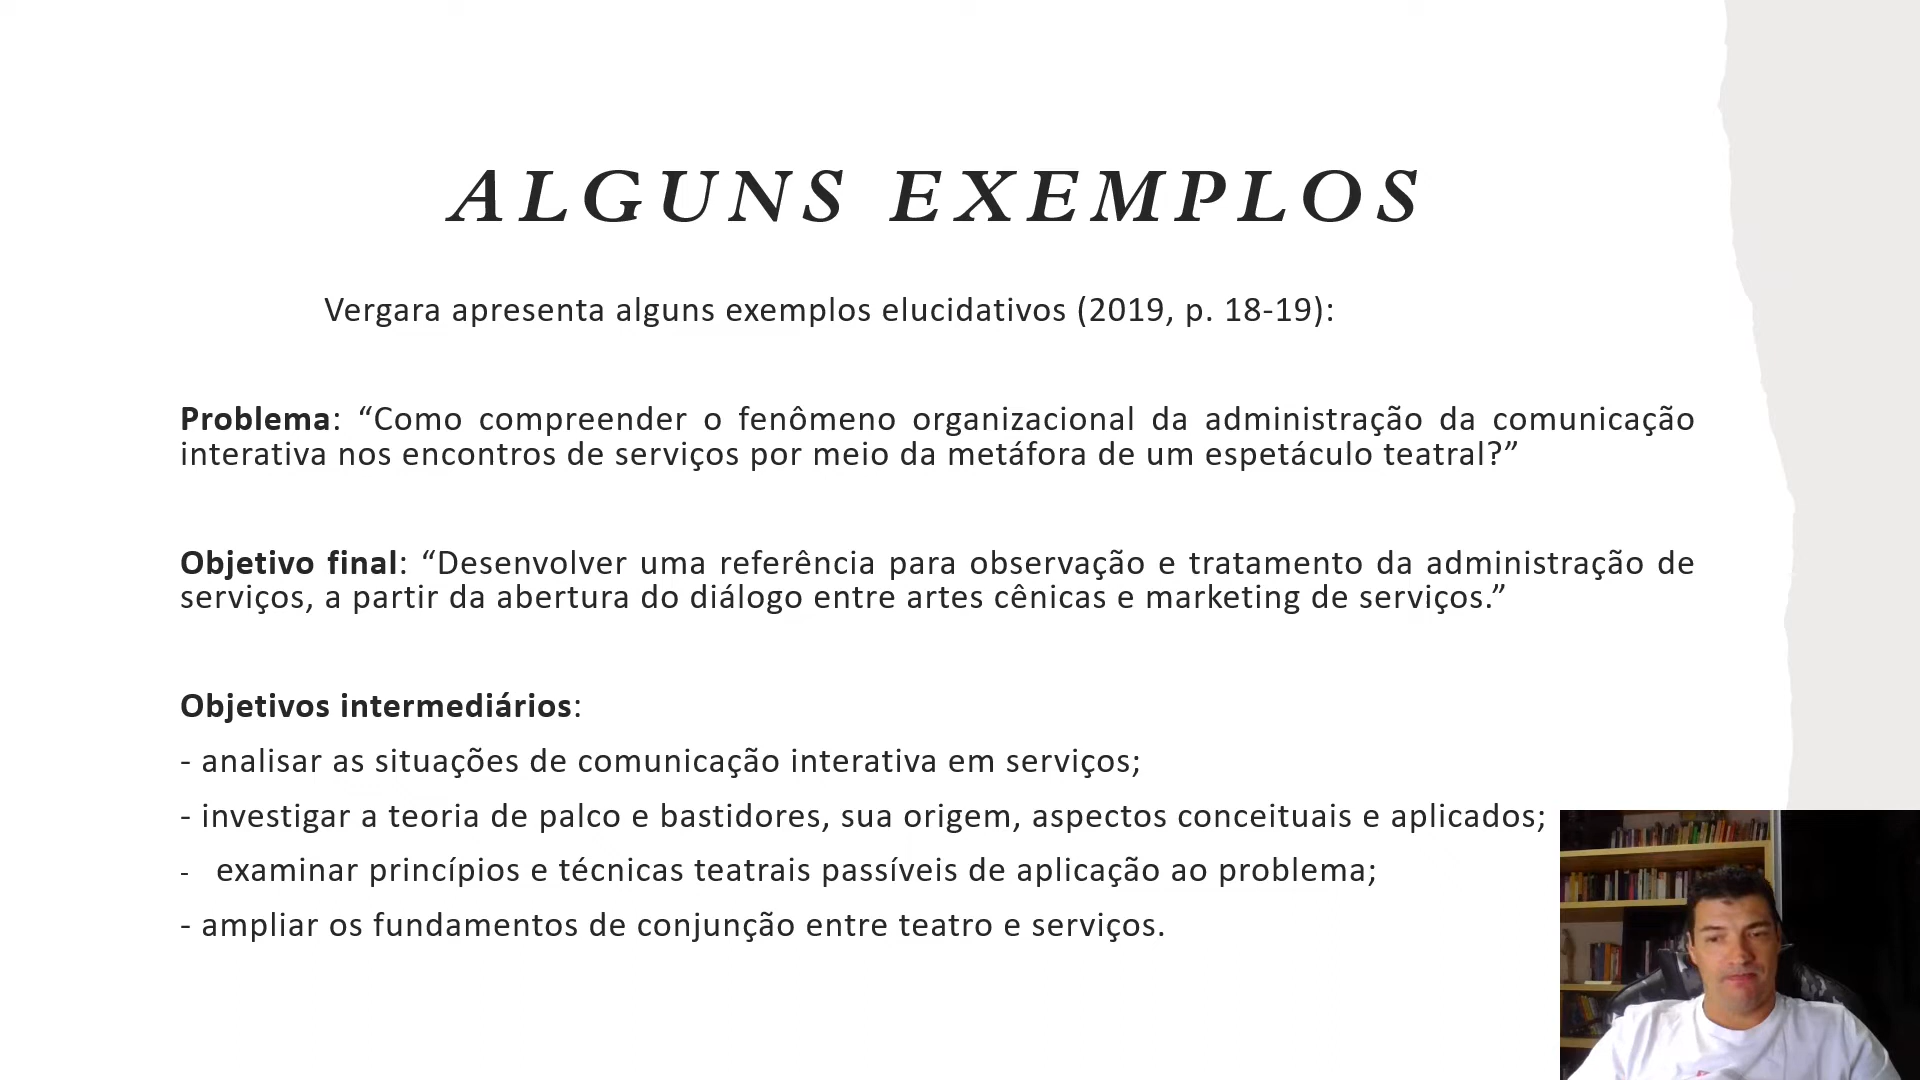 ALGUNS EXEMPLOS
Vergara apresenta alguns exemplos elucidativos (2019, p. 18-19):
Problema: “Como compreender o fenômeno organizacional da administração da comunicação
interativa nos encontros de serviços por meio da metáfora de um espetáculo teatral?”
Objetivo final: “Desenvolver uma referência para observação e tratamento da administração de
serviços, a partir da abertura do diálogo entre artes cênicas e marketing de serviços.”
Objetivos intermediários:
- analisar as situações de comunicação interativa em serviços;
- investigar a teoria de palco e bastidores, sua origem, aspectos conceituais e aplicados;
- examinar princípios e técnicas teatrais passíveis de aplicação ao problema;
- ampliar os fundamentos de conjunção entre teatro e serviços.